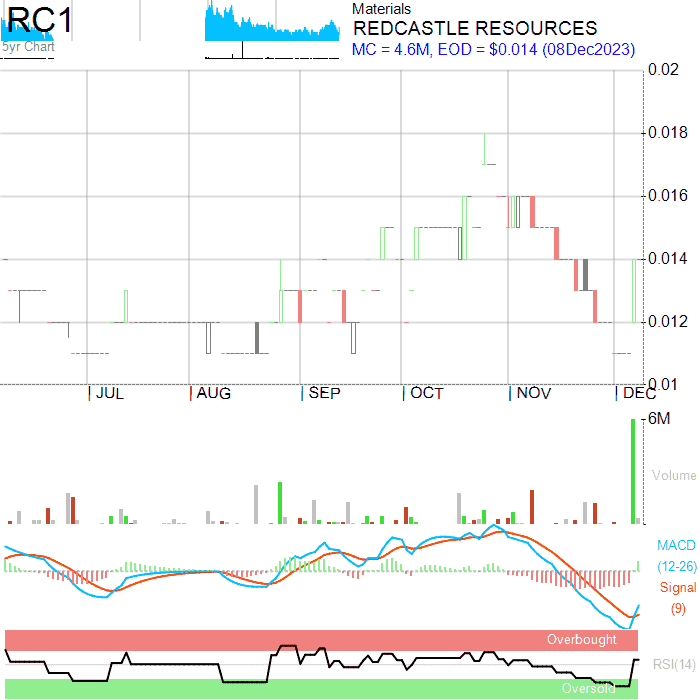 RC1
5yr Chart
Materials
REDCASTLE RESOURCES
MC = 4.6M, EOD = $0.014 (08Dec2023)
0.02
0.018
0.016
0.014
0.012
0.01
JUL AUG SEP OCT NOV DEC
6M
Volume
MACD
(12-26)
Signal
(9)
Overbought
RSI(14)
Oversold